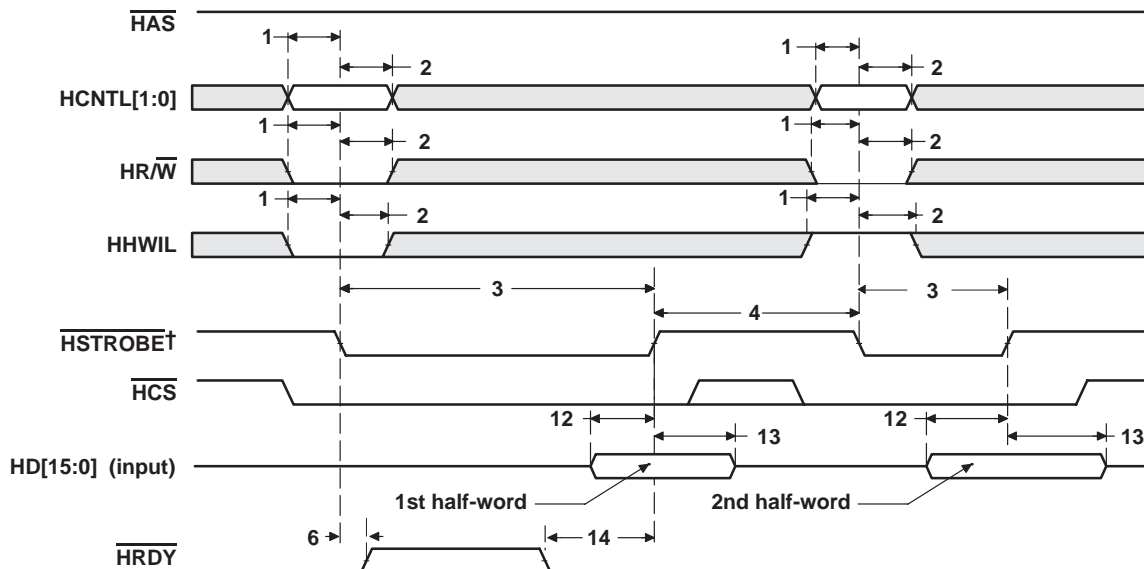 HAS
1
1
2
2
HCNTL[1:0]
1
1
2
2
HR/W
1
1
2
2
HHWIL
3
3
4
HSTROBE†
HCS
12
12
13
13
HD[15:0] (input)
1st half-word
2nd half-word
6
14
HRDY